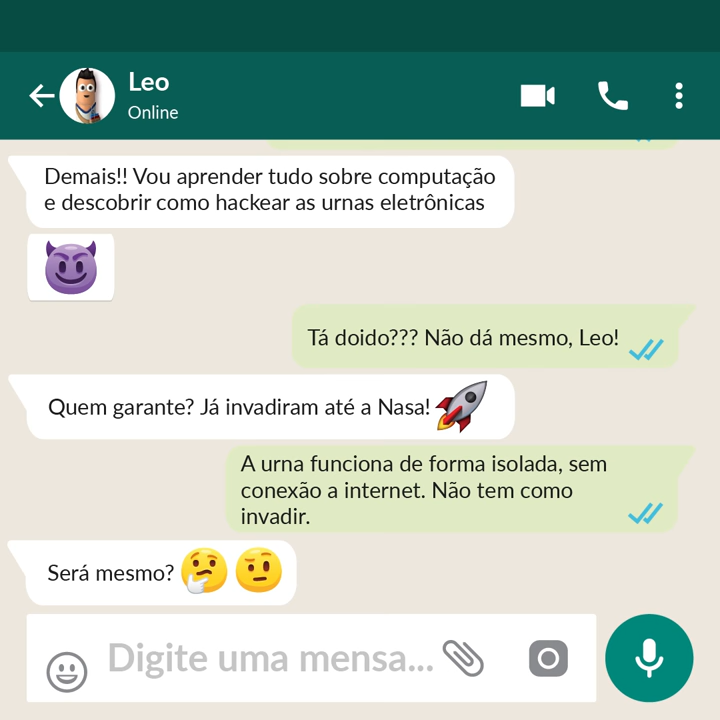 Leo
Online
Demais!! Vou aprender tudo sobre computação
e descobrir como hackear as urnas eletrônicas
Tá doido??? Não dá mesmo, Leo!
Quem garante? Já invadiram até a Nasa!
A urna funciona de forma isolada, sem
conexão a internet. Não tem como
invadir.
Será mesmo?
Digite uma mensa...